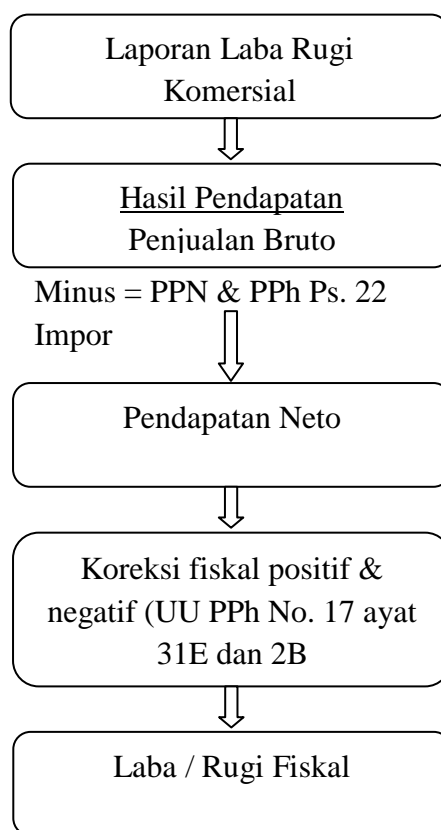 Laporan Laba Rugi
Komersial
Hasil Pendapatan
Penjualan Bruto
Minus = PPN & PPh Ps. 22
Impor
Pendapatan Neto
Koreksi fiskal positif &
negatif (UU PPh No. 17 ayat
31E dan 2B
Laba / Rugi Fiskal